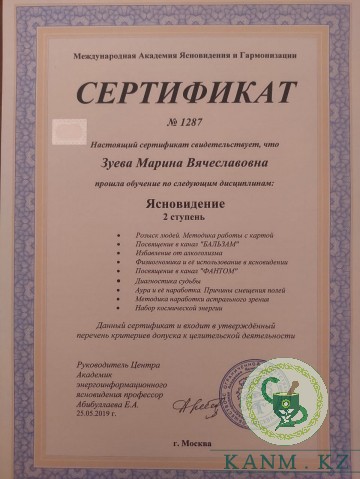 Международная Академия Ясновидения и Гармонизации
СЕРТИФИКАТ
№ 1287
Настоящий сертификат свидетельствует, что
Зуева Марина Вячеславовна
прошла обучение по следующим дисциплинам:
Ясновидение
2 ступень
Розыск людей. Методика работы с картой
Посвящение в канал "БАЛЬЗАМ"
Избавление от алкоголизма
Физиогномика и её использование в ясновидении
Посвящение в канал "ФАНТОМ"
Диагностика судьбы
Аура и её наработка. Причины смещения полей
Методика наработки астрального зрения
Набор космической энергии
Данный сертификат и входит в утверждённый
перечень критериев допуска к целительской деятельности
Руководитель Центра
Академик
энергоинформационного
ясновидения профессор
Абибуллаева Е.А.
25.05.2019 г.
г. Москва
KANM.KZ